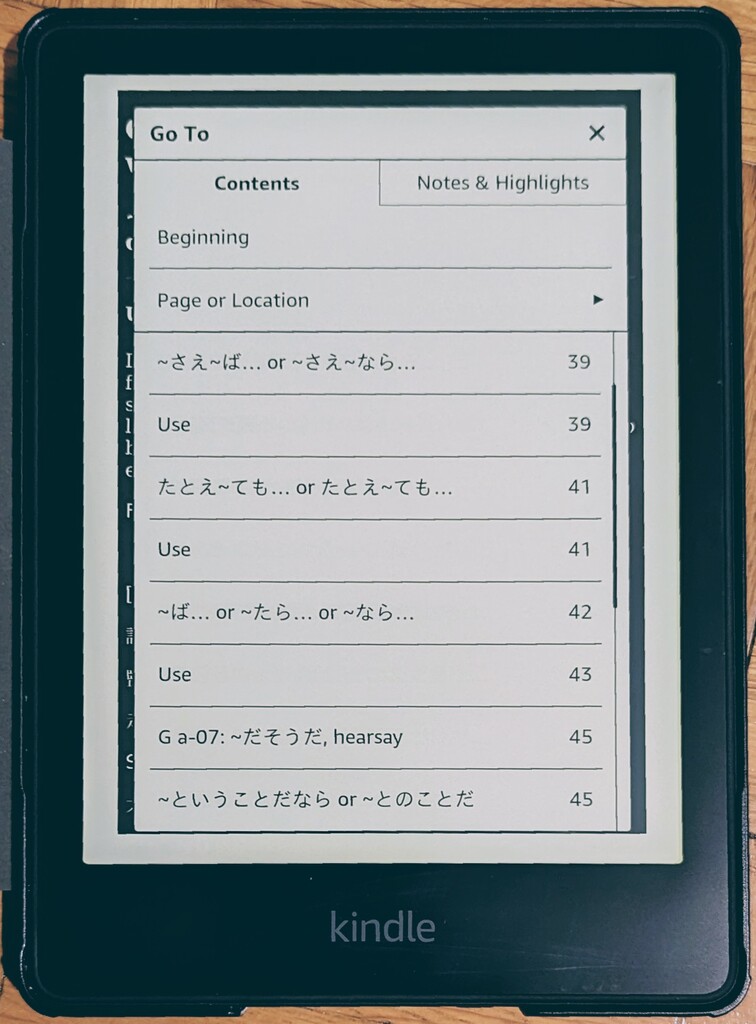 Go To ×
Contents
Notes & Highlights
Beginning
Page or Location
~さえ~ば... or ~さえ~なら... 39
Use 39
たとえ~ても... or たとえ~ても... 41
Use 41
~ば... or ~たら... or ~なら... 42
Use 43
G a-07: ~だそうだ, hearsay 45
~ということだなら or ~とのことだ 45
kindle